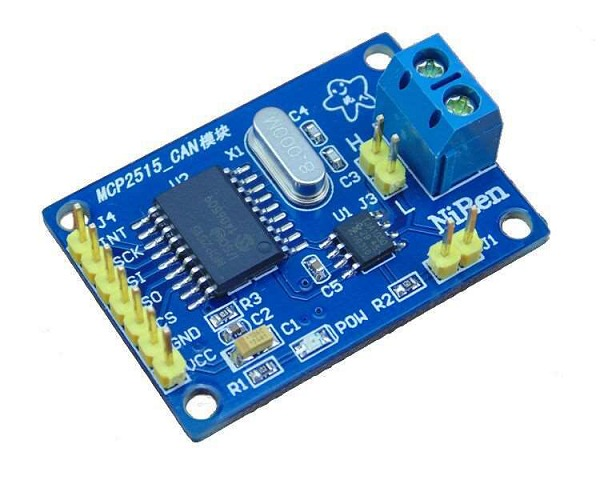 MCP2515_CAN模块
U2
X1
8.000M
C4
C3
H
J3
L
U1
NiRen
J1
J4
INT
SCK
SI
SO
CS
GND
VCC
R3
C2
C1
R1
C5
R2
POW